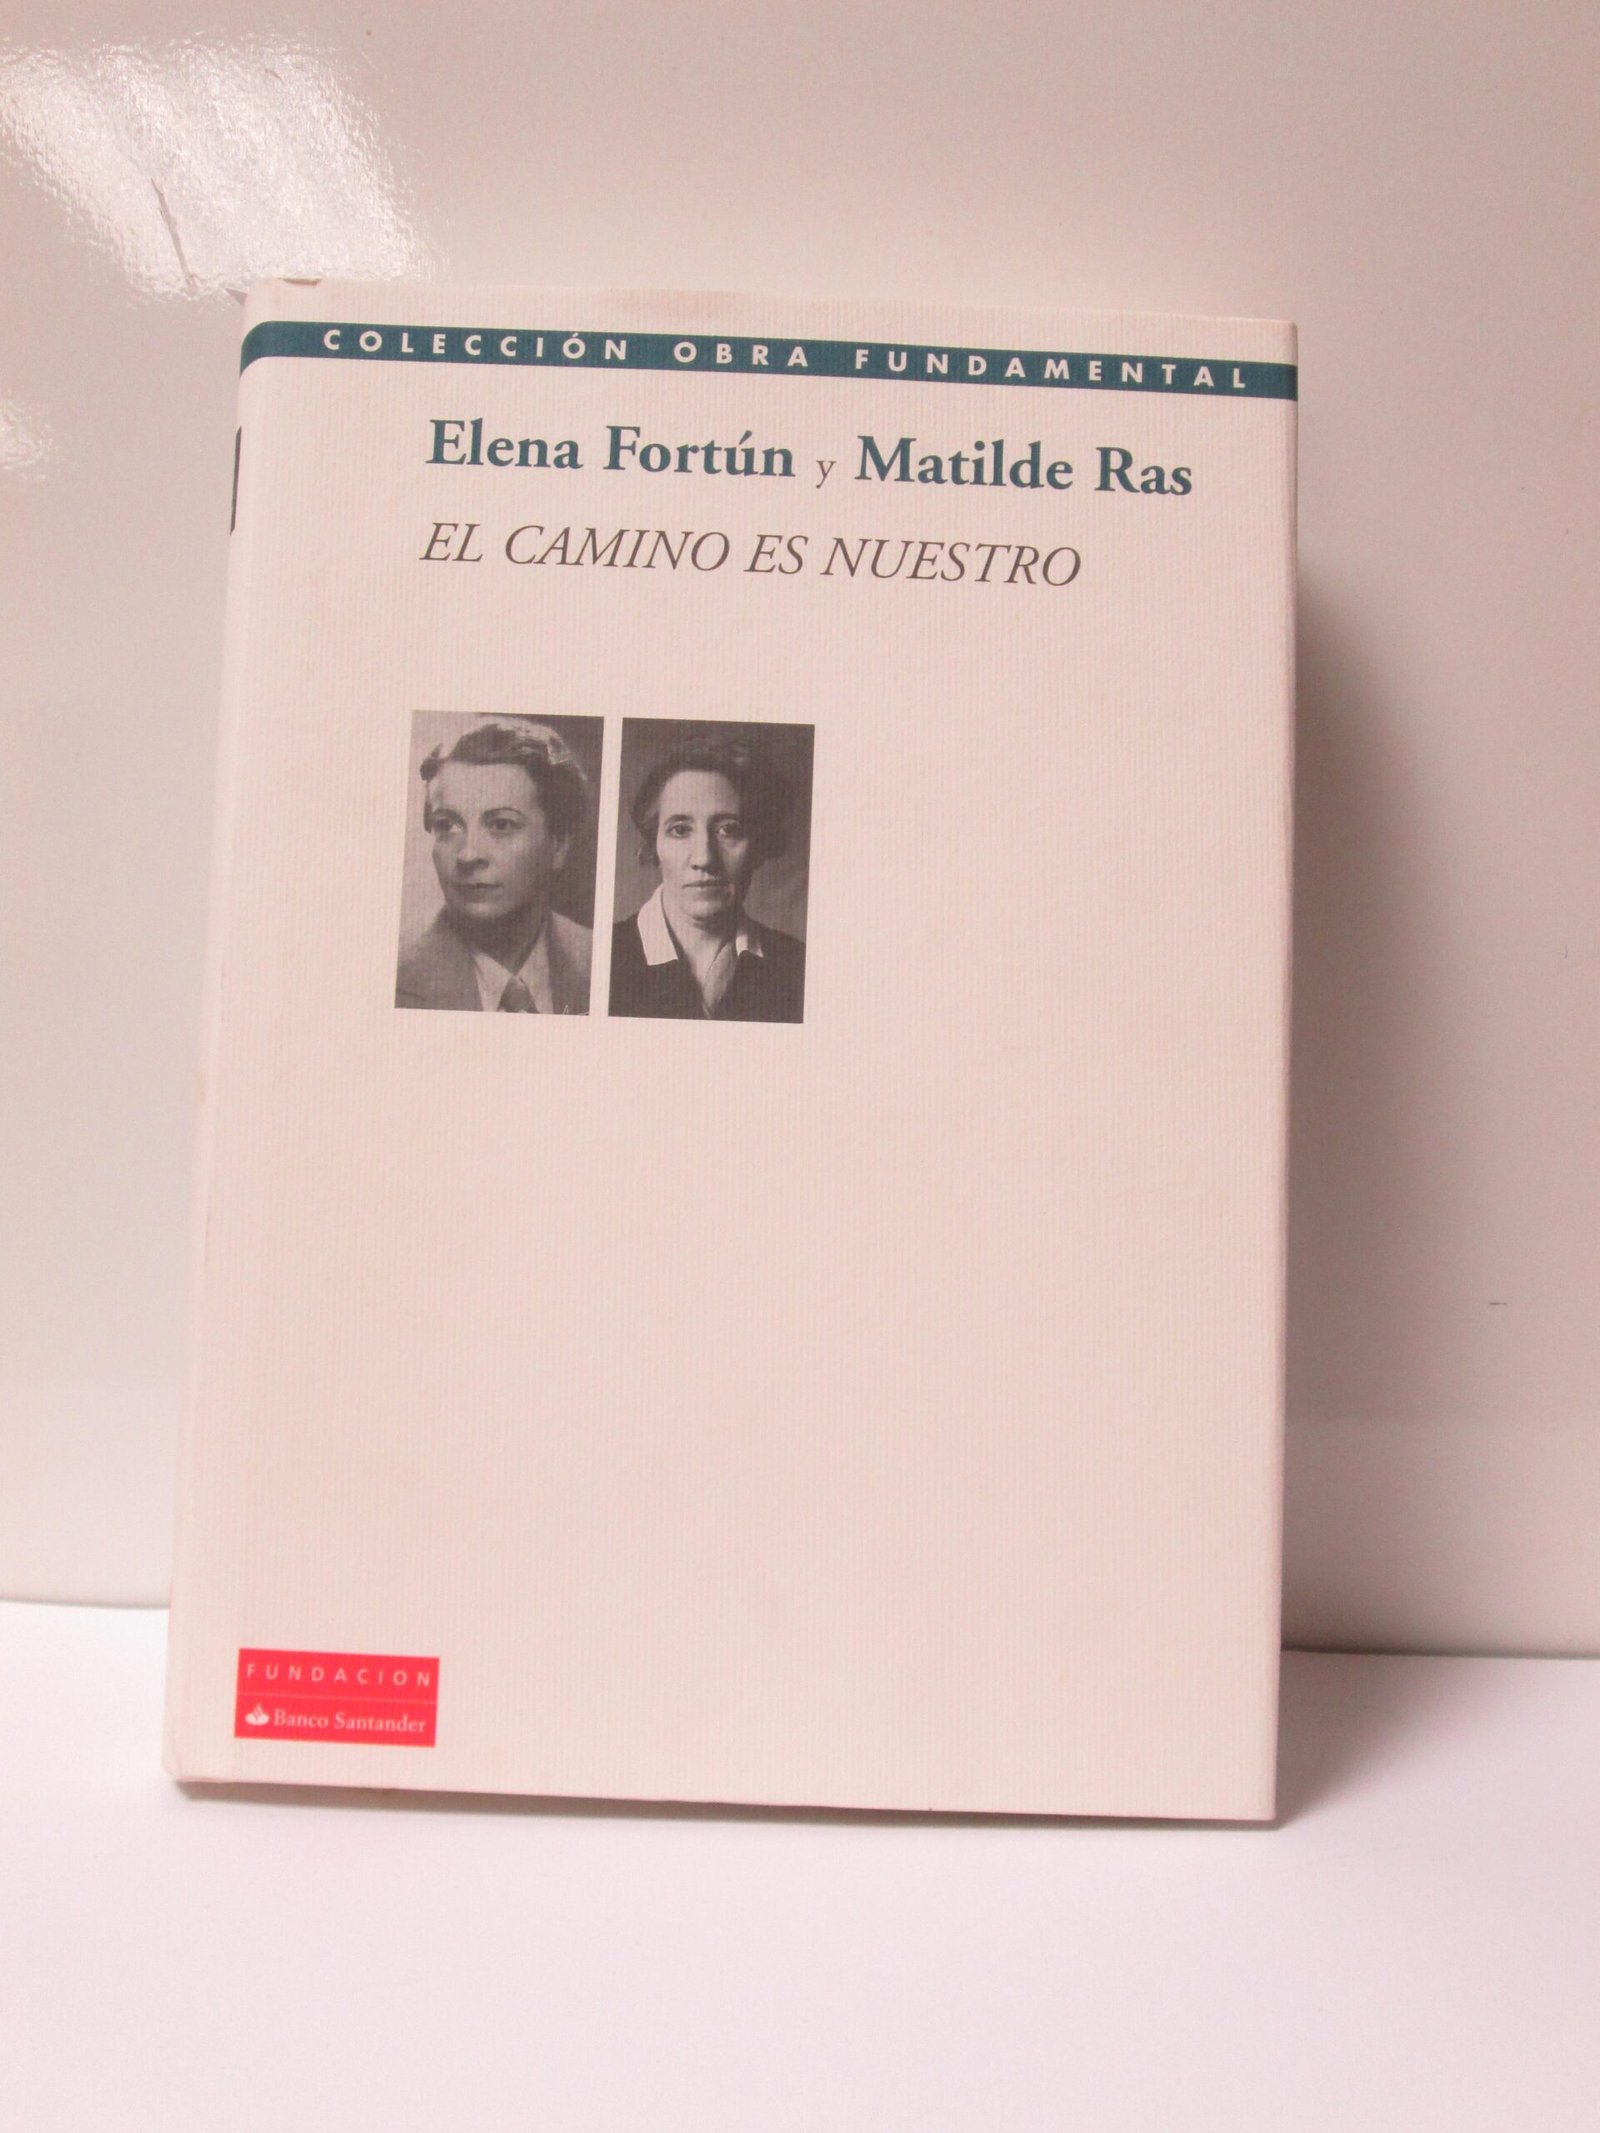 COLECCIÓN OBRA FUNDAMENTAL
Elena Fortún y Matilde Ras
EL CAMINO ES NUESTRO
FUNDACION
Banco Santander